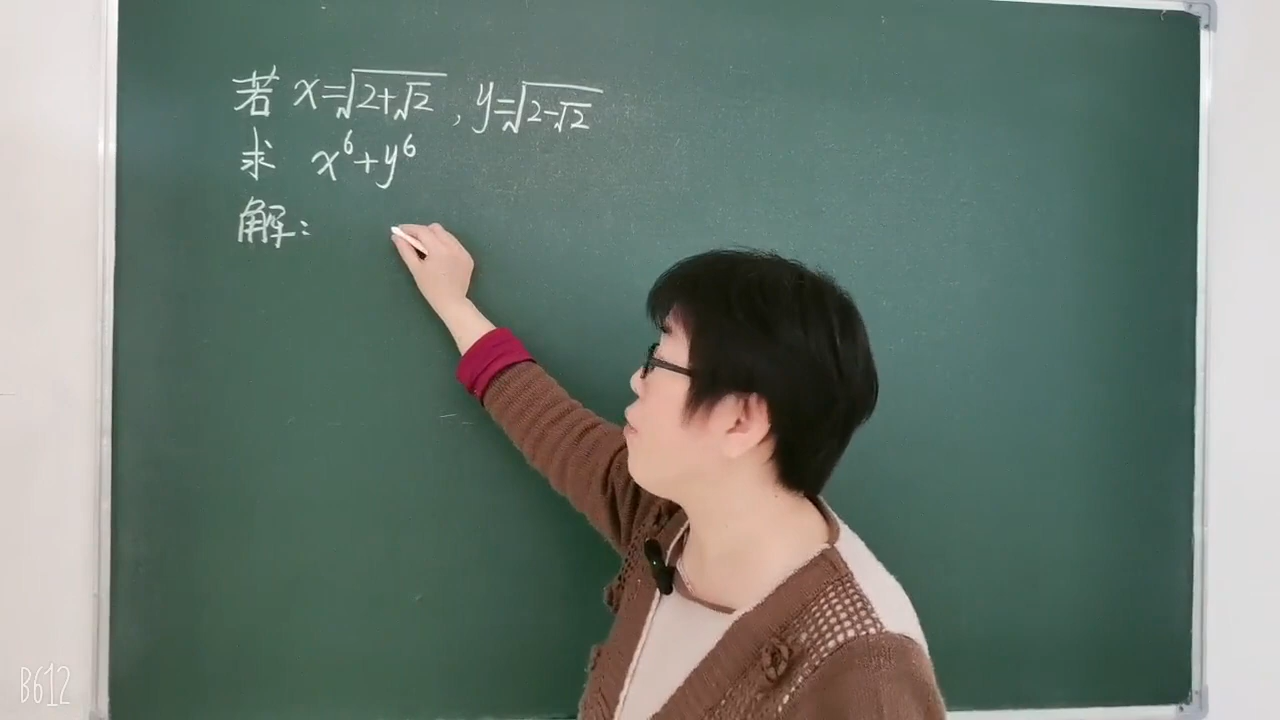 若 x=√(2+√2) , y=√(2-√2)
求 x⁶+y⁶
解:
B612